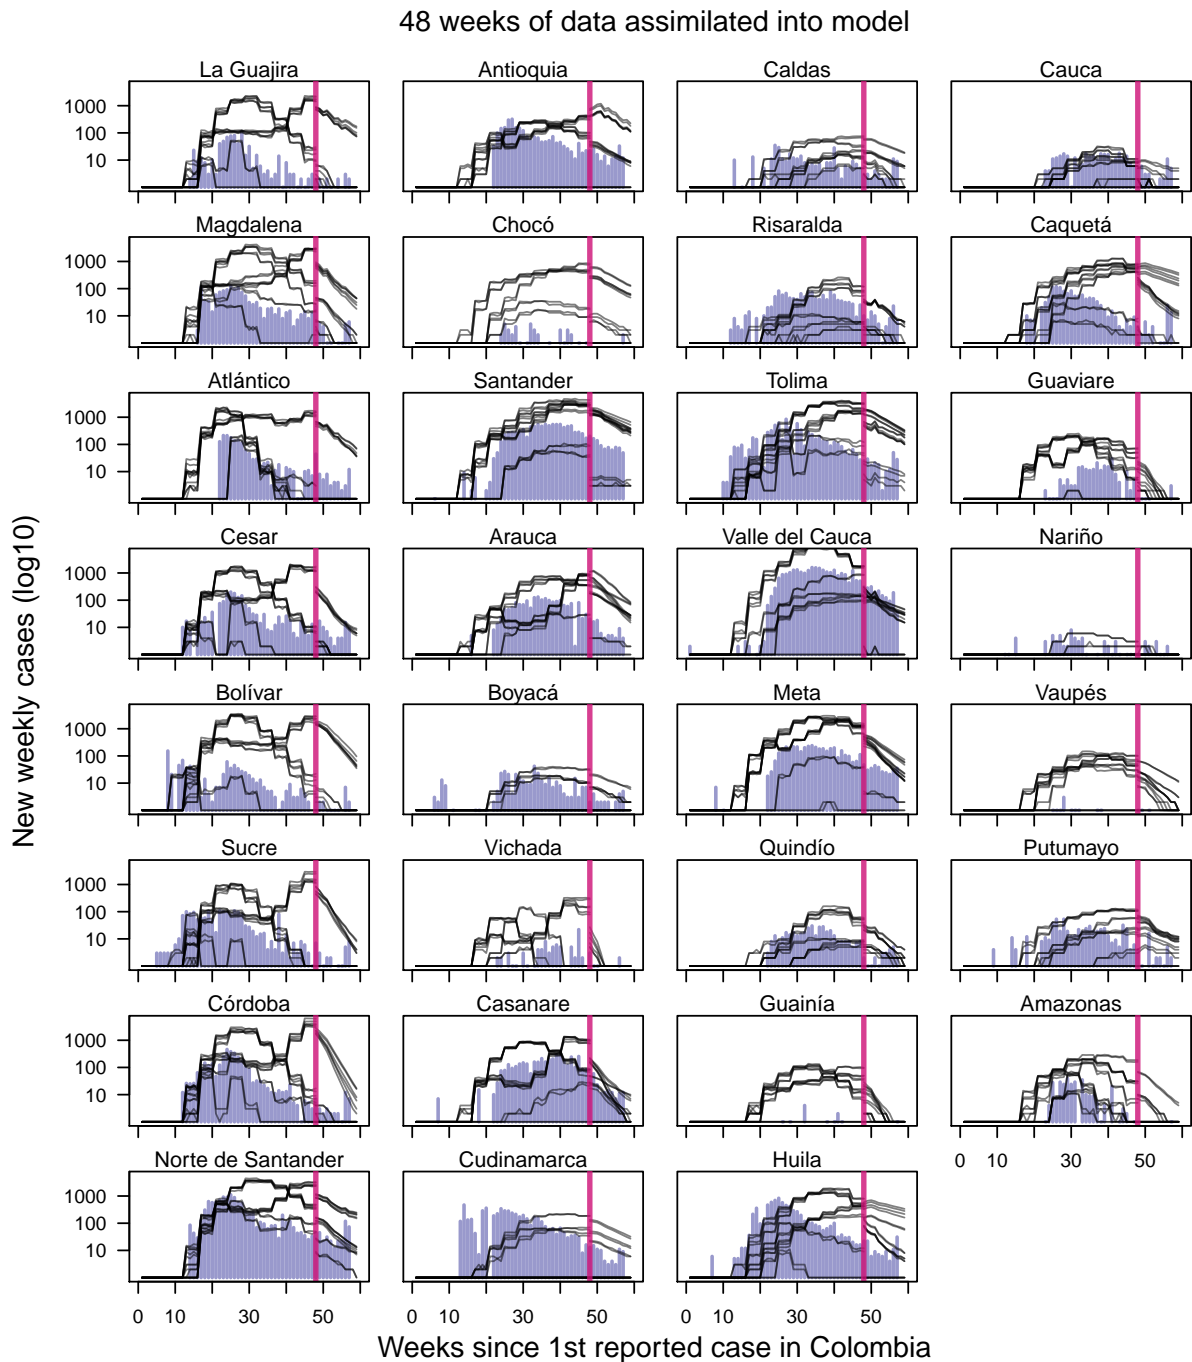 48 weeks of data assimilated into model
La Guajira Antioquia Caldas Cauca
1000
100
10
Magdalena Chocó Risaralda Caquetá
1000
100
10
Atlántico Santander Tolima Guaviare
1000
100
10
Cesar Arauca Valle del Cauca Nariño
1000
100
10
Bolívar Boyacá Meta Vaupés
1000
100
10
Sucre Vichada Quindío Putumayo
1000
100
10
Córdoba Casanare Guainía Amazonas
1000
100
10
0 10 30 50
Norte de Santander Cudinamarca Huila
1000
100
10
0 10 30 50 0 10 30 50 0 10 30 50
New weekly cases (log10)
Weeks since 1st reported case in Colombia